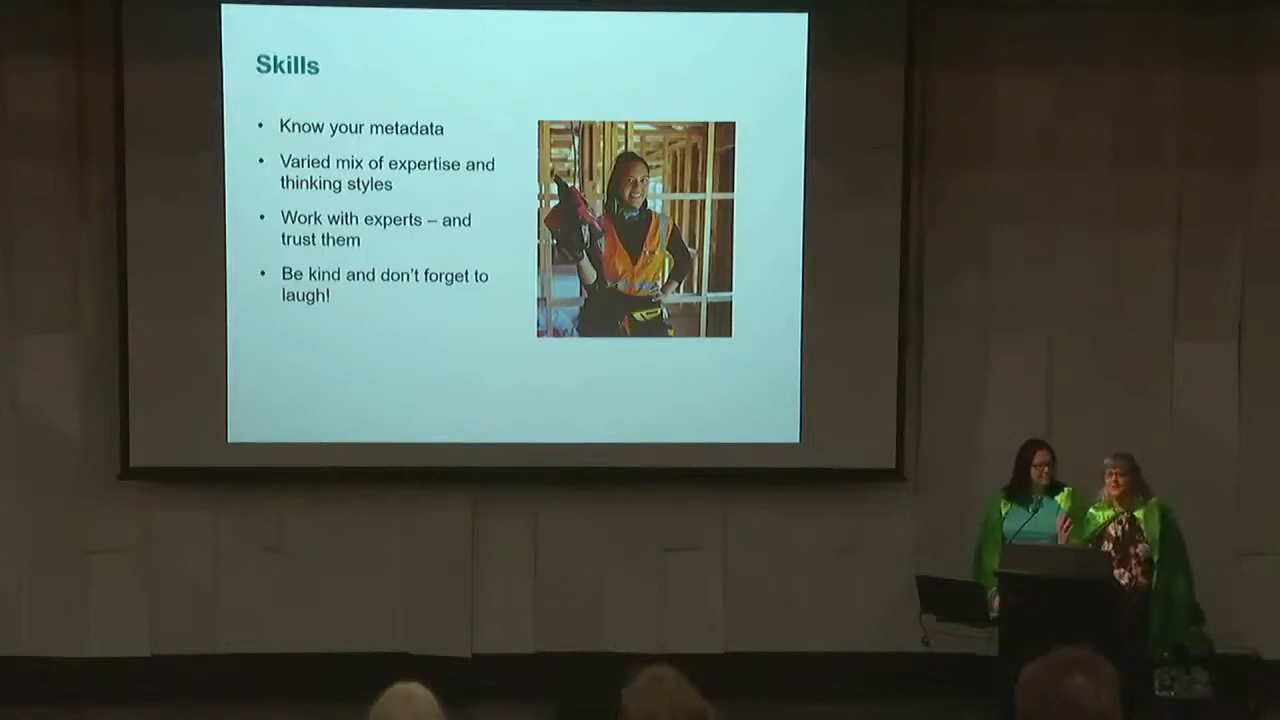 Skills
• Know your metadata
• Varied mix of expertise and
thinking styles
• Work with experts – and
trust them
• Be kind and don't forget to
laugh!